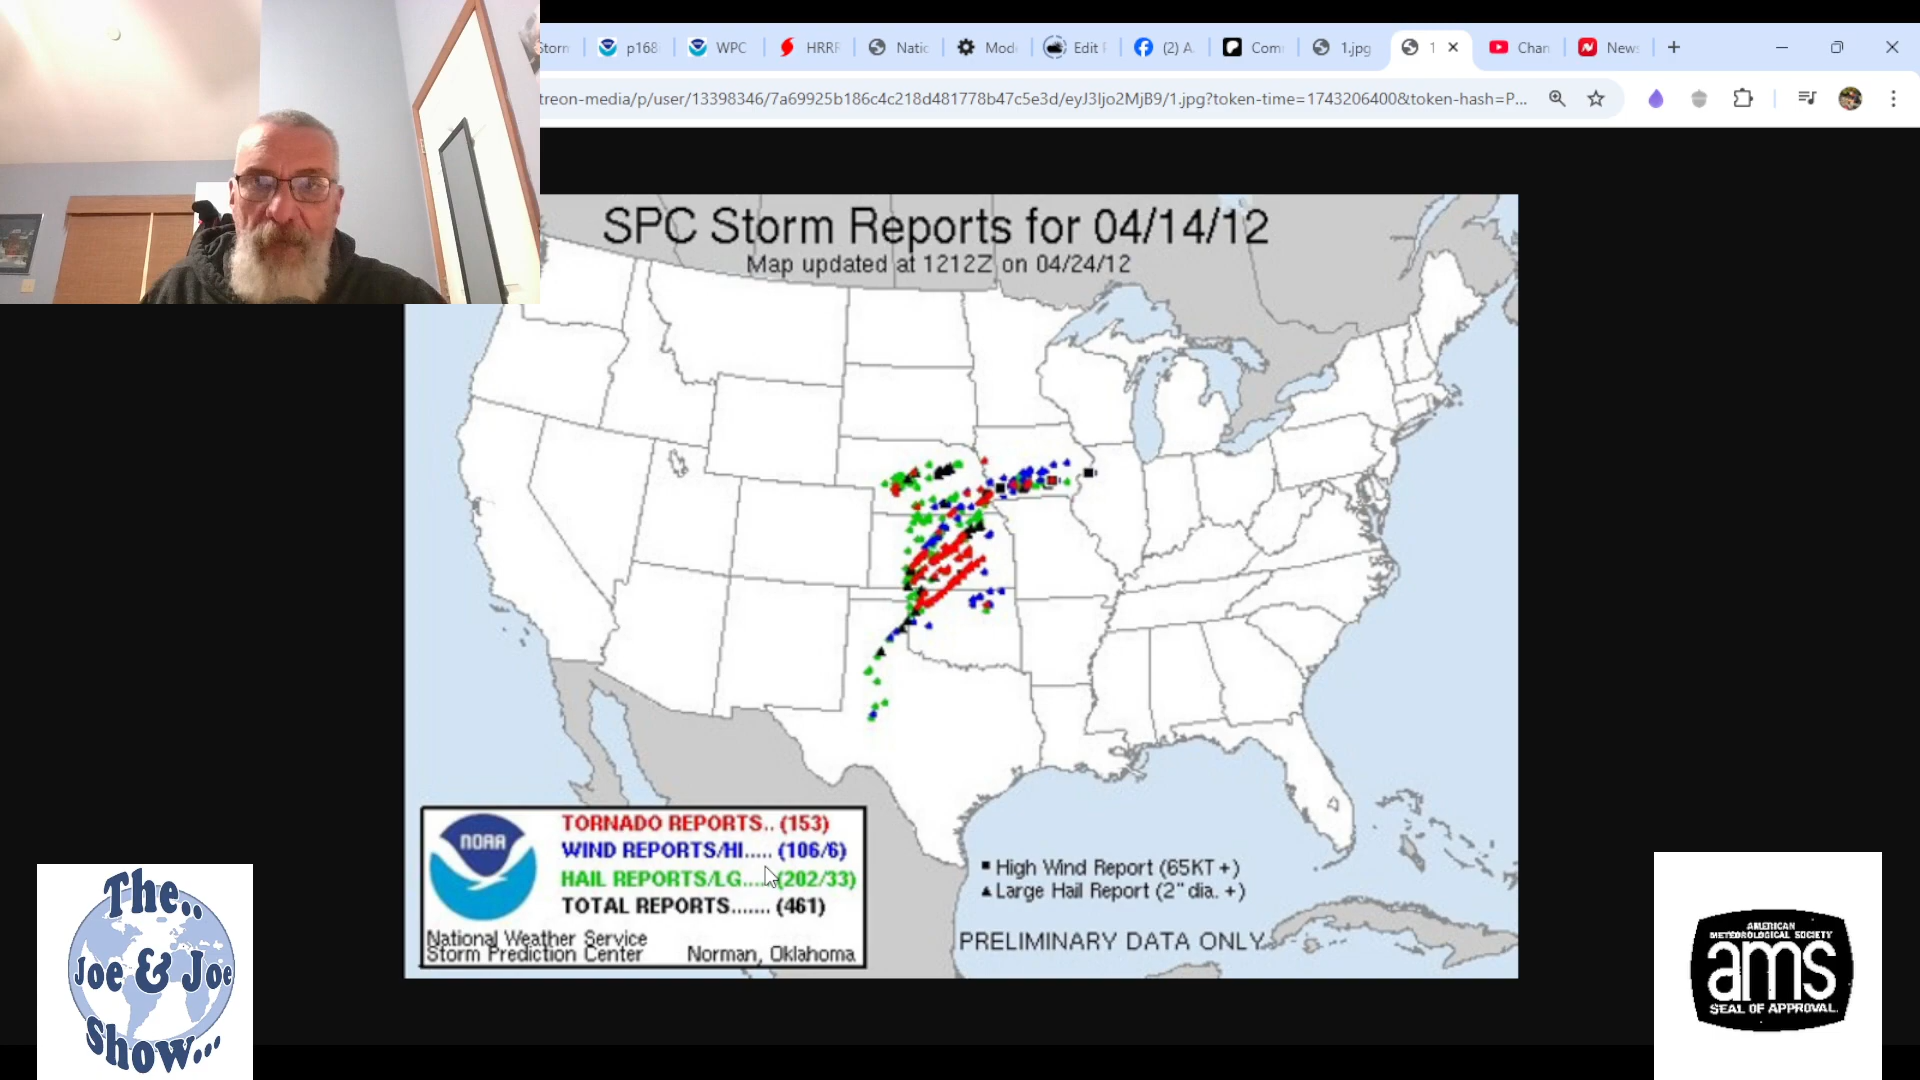 Storm
p168
WPC
HRRR
Natio
Mod
Edit
(2) A
Com
1.jpg
1
Chan
News
treon-media/p/user/13398346/7a69925b186c4c218d481778b47c5e3d/eyJ3Ijo2MjB9/1.jpg?token-time=1743206400&token-hash=P...
SPC Storm Reports for 04/14/12
Map updated at 1212Z on 04/24/12
NOAA
TORNADO REPORTS.. (153)
WIND REPORTS/HI..... (106/6)
HAIL REPORTS/LG.....(202/33)
TOTAL REPORTS....... (461)
National Weather Service
Storm Prediction Center
Norman, Oklahoma
High Wind Report (65KT +)
Large Hail Report (2" dia. +)
PRELIMINARY DATA ONLY
The..
Joe & Joe
Show...
AMERICAN
METEOROLOGICAL SOCIETY
ams
SEAL OF APPROVAL